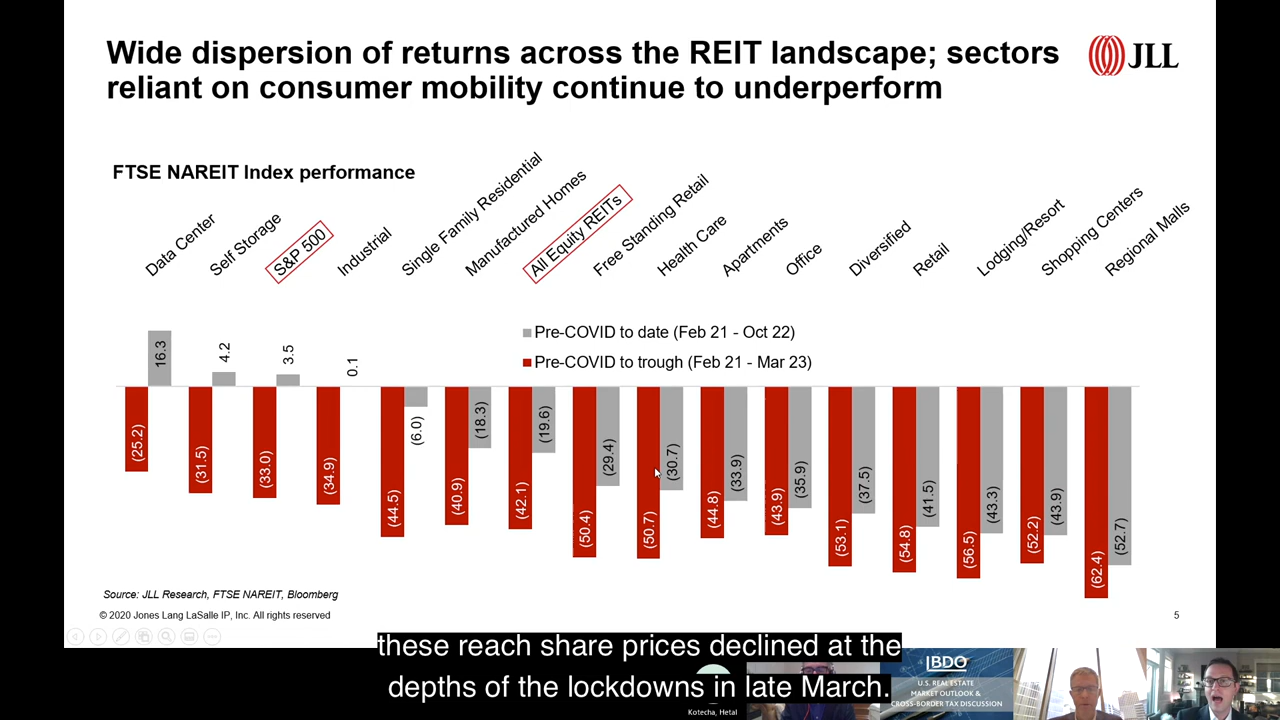 Wide dispersion of returns across the REIT landscape; sectors
reliant on consumer mobility continue to underperform
JLL
FTSE NAREIT Index performance
Data Center
Self Storage
S&P 500
Industrial
Single Family Residential
Manufactured Homes
All Equity REITs
Free Standing Retail
Health Care
Apartments
Office
Diversified
Retail
Lodging/Resort
Shopping Centers
Regional Malls
Pre-COVID to date (Feb 21 - Oct 22)
Pre-COVID to trough (Feb 21 - Mar 23)
16.3
4.2
3.5
0.1
(6.0)
(18.3)
(19.6)
(29.4)
(30.7)
(33.9)
(35.9)
(37.5)
(41.5)
(43.3)
(43.9)
(52.7)
(25.2)
(31.5)
(33.0)
(34.9)
(44.5)
(40.9)
(42.1)
(50.4)
(50.7)
(44.8)
(43.9)
(53.1)
(54.8)
(56.5)
(52.2)
(62.4)
Source: JLL Research, FTSE NAREIT, Bloomberg
© 2020 Jones Lang LaSalle IP, Inc. All rights reserved
5
these reach share prices declined at the
depths of the lockdowns in late March.
Kotecha, Hetal
BDO
U.S. REAL ESTATE
MARKET OUTLOOK &
CROSS-BORDER TAX DISCUSSION